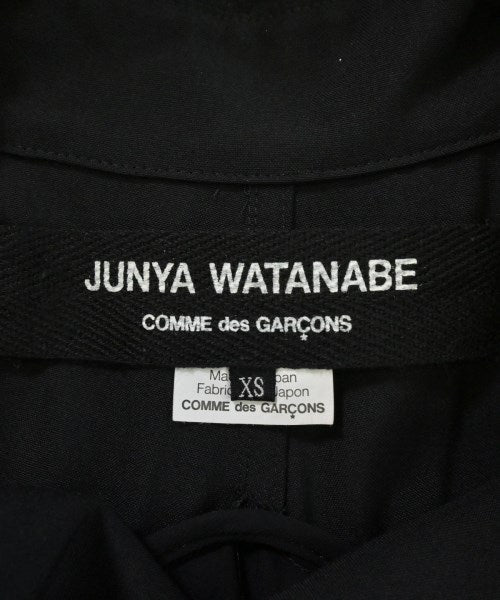 JUNYA WATANABE
COMME des GARÇONS
XS
COMME des GARÇONS